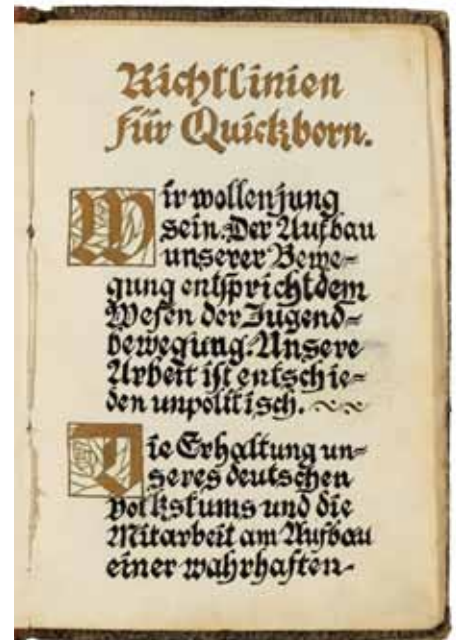 Richtlinien
für Quickborn.
Wir wollen jung
sein. Der Aufbau
unserer Bewe=
gung entspricht dem
Wesen der Jugend=
bewegung. Unsere
Arbeit ist entschie=
den unpolitisch.
Die Erhaltung un=
seres deutschen
Volkstums und die
Mitarbeit am Aufbau
einer wahrhaften-